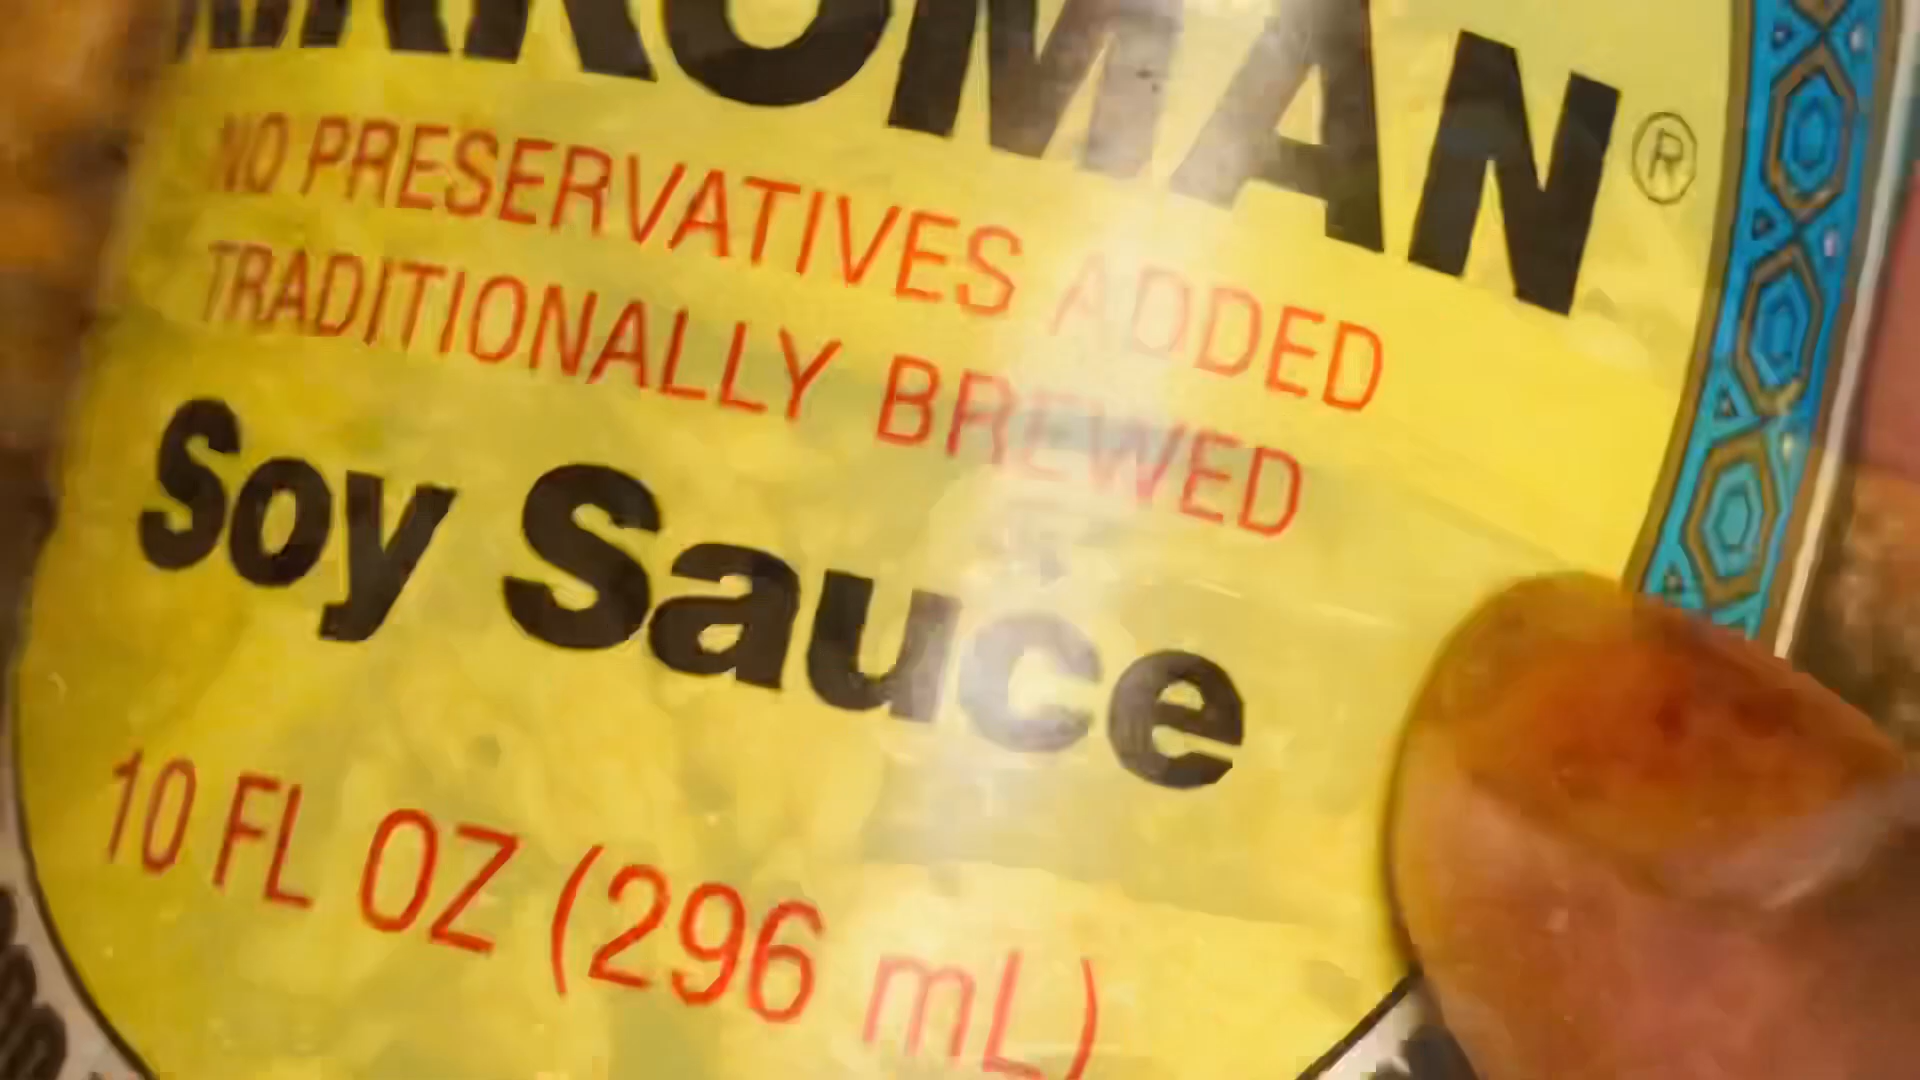 KKOMAN®
NO PRESERVATIVES ADDED
TRADITIONALLY BREWED
Soy Sauce
10 FL OZ (296 mL)